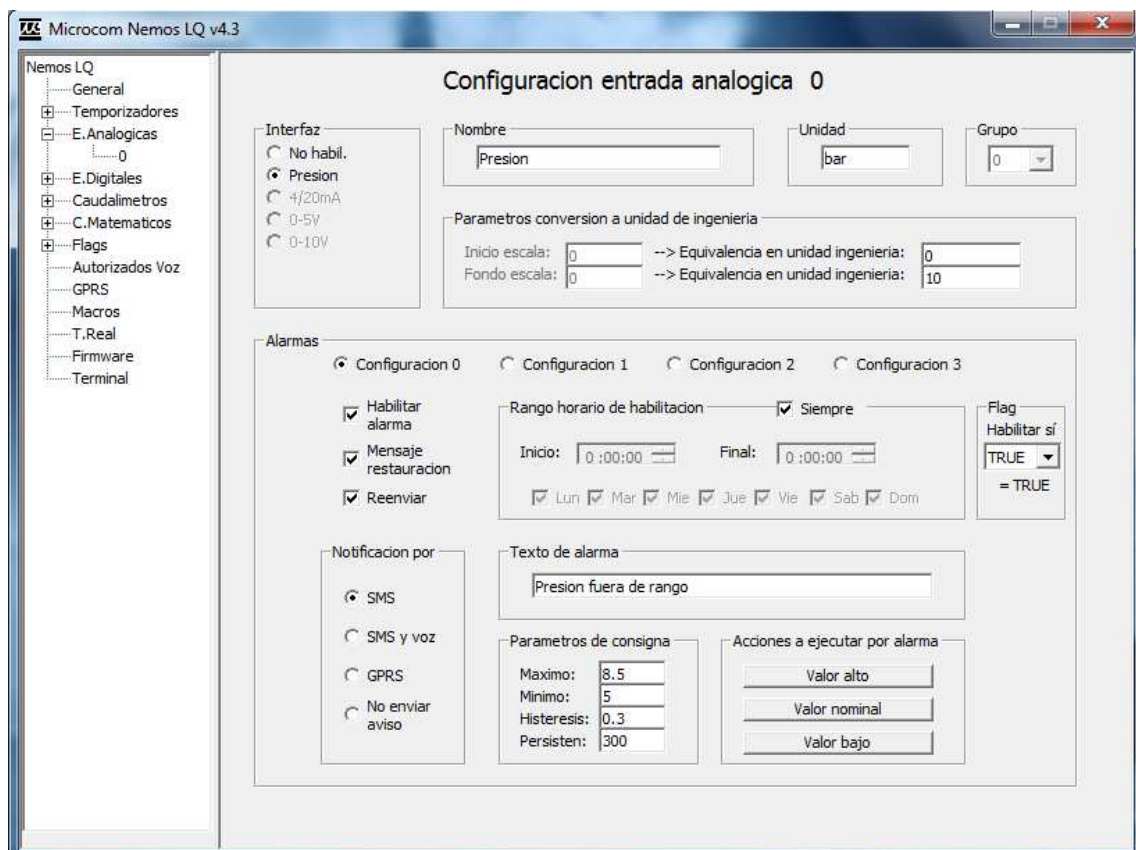 Microcom Nemos LQ v4.3
Nemos LQ
General
Temporizadores
E.Analogicas
0
E.Digitales
Caudalimetros
C.Matematicos
Flags
Autorizados Voz
GPRS
Macros
T.Real
Firmware
Terminal
Configuracion entrada analogica 0
Interfaz
No habil.
Presion
4/20mA
0-5V
0-10V
Nombre
Presion
Unidad
bar
Grupo
0
Parametros conversion a unidad de ingenieria
Inicio escala: 0 --> Equivalencia en unidad ingenieria: 0
Fondo escala: 0 --> Equivalencia en unidad ingenieria: 10
Alarmas
Configuracion 0 Configuracion 1 Configuracion 2 Configuracion 3
Habilitar
alarma
Mensaje
restauracion
Reenviar
Rango horario de habilitacion Siempre
Inicio: 0 :00:00 Final: 0 :00:00
Lun Mar Mie Jue Vie Sab Dom
Flag
Habilitar sí
TRUE
= TRUE
Notificacion por
SMS
SMS y voz
GPRS
No enviar
aviso
Texto de alarma
Presion fuera de rango
Parametros de consigna
Maximo: 8.5
Minimo: 5
Histeresis: 0.3
Persisten: 300
Acciones a ejecutar por alarma
Valor alto
Valor nominal
Valor bajo